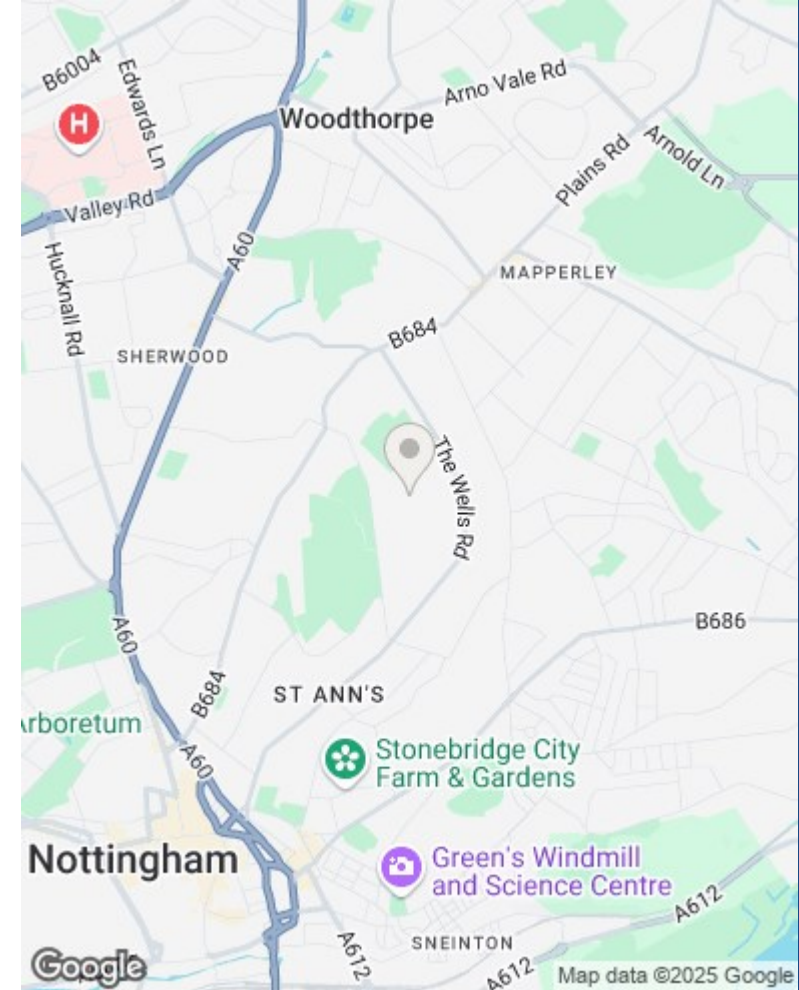 B6004
Edwards Ln
Arno Vale Rd
H
Woodthorpe
Plains Rd
Arnold Ln
Valley Rd
A60
Hucknall Rd
MAPPERLEY
B684
SHERWOOD
The Wells Rd
A60
B686
B684
ST ANN'S
rboretum
A60
Stonebridge City
Farm & Gardens
Nottingham
Green's Windmill
and Science Centre
A612
A612
SNEINTON
A612
Google
Map data ©2025 Google